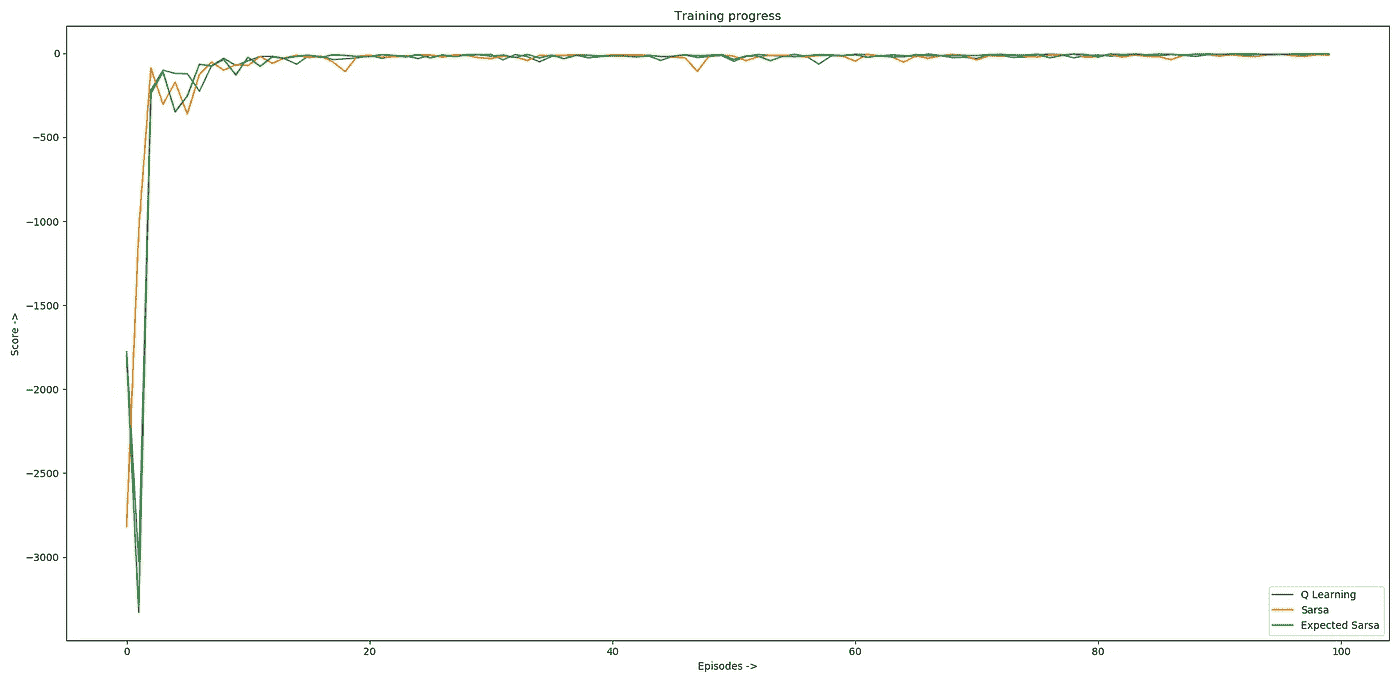 Training progress
0
−500
−1000
−1500
−2000
−2500
−3000
Score ->
0
20
40
60
80
100
Episodes ->
Q Learning
Sarsa
Expected Sarsa